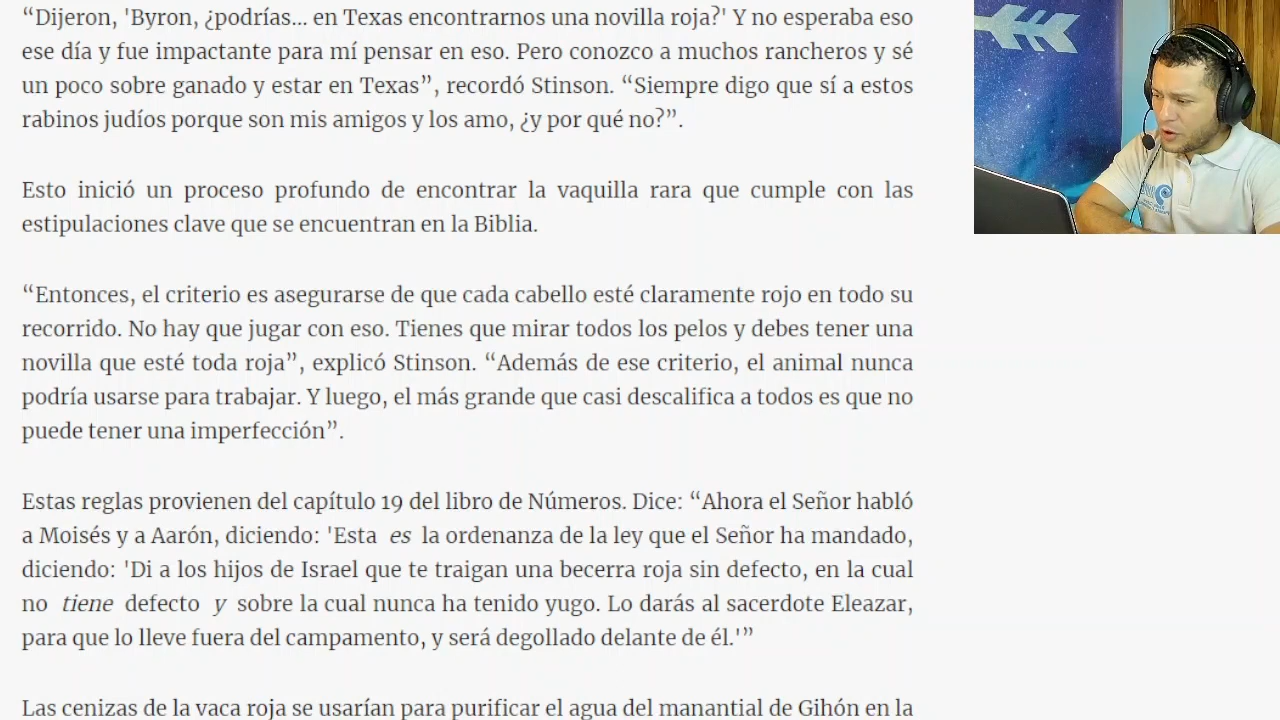 “Dijeron, 'Byron, ¿podrías... en Texas encontrarnos una novilla roja?' Y no esperaba eso
ese día y fue impactante para mí pensar en eso. Pero conozco a muchos rancheros y sé
un poco sobre ganado y estar en Texas”, recordó Stinson. “Siempre digo que sí a estos
rabinos judíos porque son mis amigos y los amo, ¿y por qué no?”.
Esto inició un proceso profundo de encontrar la vaquilla rara que cumple con las
estipulaciones clave que se encuentran en la Biblia.
“Entonces, el criterio es asegurarse de que cada cabello esté claramente rojo en todo su
recorrido. No hay que jugar con eso. Tienes que mirar todos los pelos y debes tener una
novilla que esté toda roja”, explicó Stinson. “Además de ese criterio, el animal nunca
podría usarse para trabajar. Y luego, el más grande que casi descalifica a todos es que no
puede tener una imperfección”.
Estas reglas provienen del capítulo 19 del libro de Números. Dice: “Ahora el Señor habló
a Moisés y a Aarón, diciendo: 'Esta es la ordenanza de la ley que el Señor ha mandado,
diciendo: 'Di a los hijos de Israel que te traigan una becerra roja sin defecto, en la cual
no tiene defecto y sobre la cual nunca ha tenido yugo. Lo darás al sacerdote Eleazar,
para que lo lleve fuera del campamento, y será degollado delante de él.'”
Las cenizas de la vaca roja se usarían para purificar el agua del manantial de Gihón en la